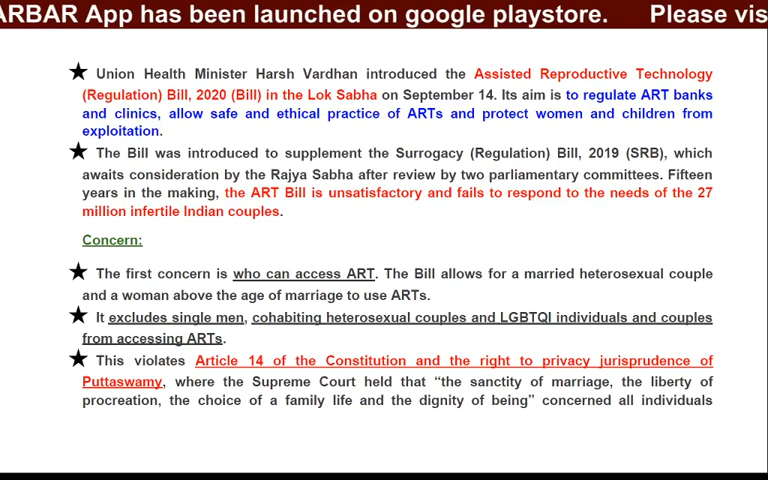 ARBAR App has been launched on google playstore. Please vis
★ Union Health Minister Harsh Vardhan introduced the Assisted Reproductive Technology
(Regulation) Bill, 2020 (Bill) in the Lok Sabha on September 14. Its aim is to regulate ART banks
and clinics, allow safe and ethical practice of ARTs and protect women and children from
exploitation.
★ The Bill was introduced to supplement the Surrogacy (Regulation) Bill, 2019 (SRB), which
awaits consideration by the Rajya Sabha after review by two parliamentary committees. Fifteen
years in the making, the ART Bill is unsatisfactory and fails to respond to the needs of the 27
million infertile Indian couples.
Concern:
★ The first concern is who can access ART. The Bill allows for a married heterosexual couple
and a woman above the age of marriage to use ARTs.
★ It excludes single men, cohabiting heterosexual couples and LGBTQI individuals and couples
from accessing ARTs.
★ This violates Article 14 of the Constitution and the right to privacy jurisprudence of
Puttaswamy, where the Supreme Court held that “the sanctity of marriage, the liberty of
procreation, the choice of a family life and the dignity of being” concerned all individuals